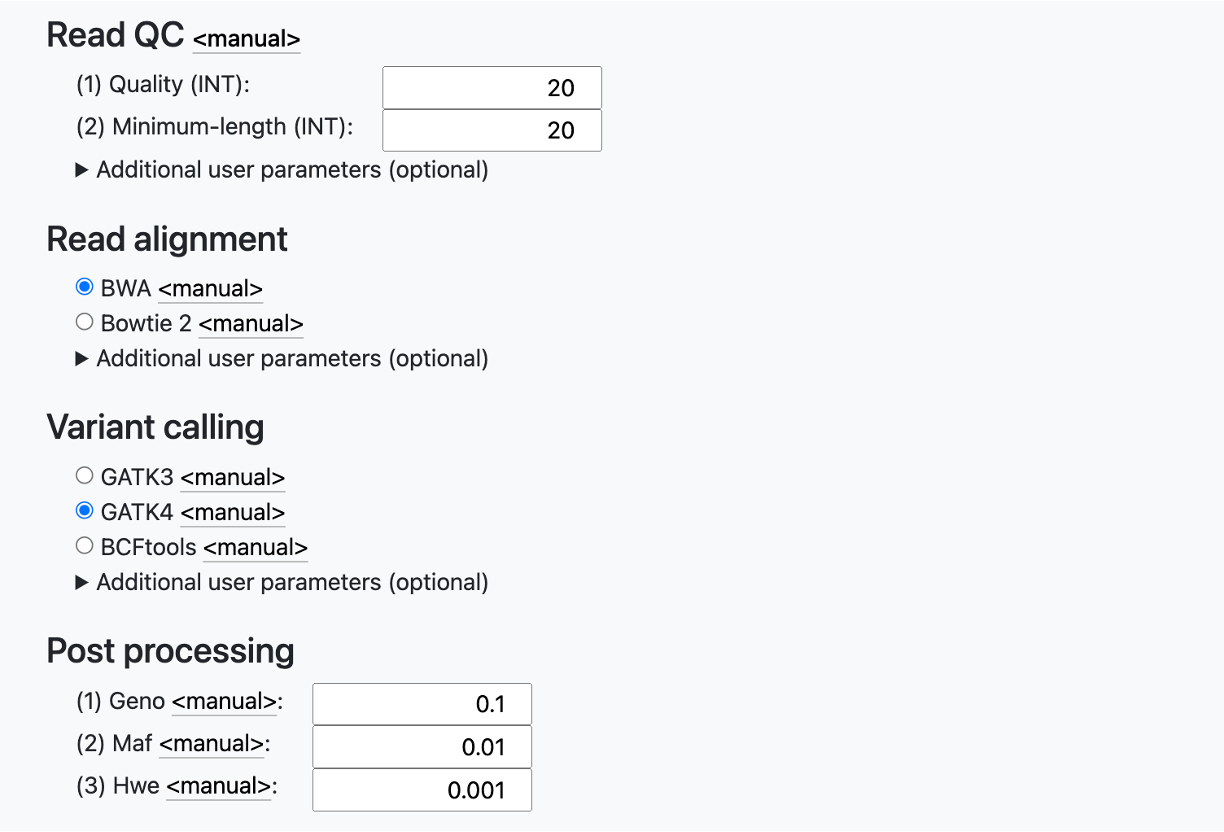 Read QC <manual>
(1) Quality (INT): 20
(2) Minimum-length (INT): 20
▶ Additional user parameters (optional)
Read alignment
BWA <manual>
Bowtie 2 <manual>
▶ Additional user parameters (optional)
Variant calling
GATK3 <manual>
GATK4 <manual>
BCFtools <manual>
▶ Additional user parameters (optional)
Post processing
(1) Geno <manual>: 0.1
(2) Maf <manual>: 0.01
(3) Hwe <manual>: 0.001